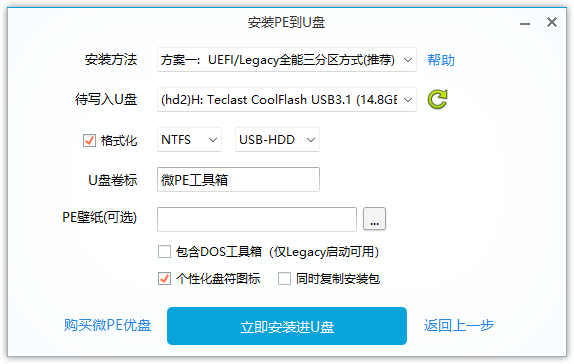 安装PE到U盘
安装方法 方案一: UEFI/Legacy全能三分区方式(推荐) 帮助
待写入U盘 (hd2)H: Teclast CoolFlash USB3.1 (14.8GB
格式化 NTFS USB-HDD
U盘卷标 微PE工具箱
PE壁纸(可选) ...
包含DOS工具箱（仅Legacy启动可用）
个性化盘符图标 同时复制安装包
购买微PE优盘 立即安装进U盘 返回上一步